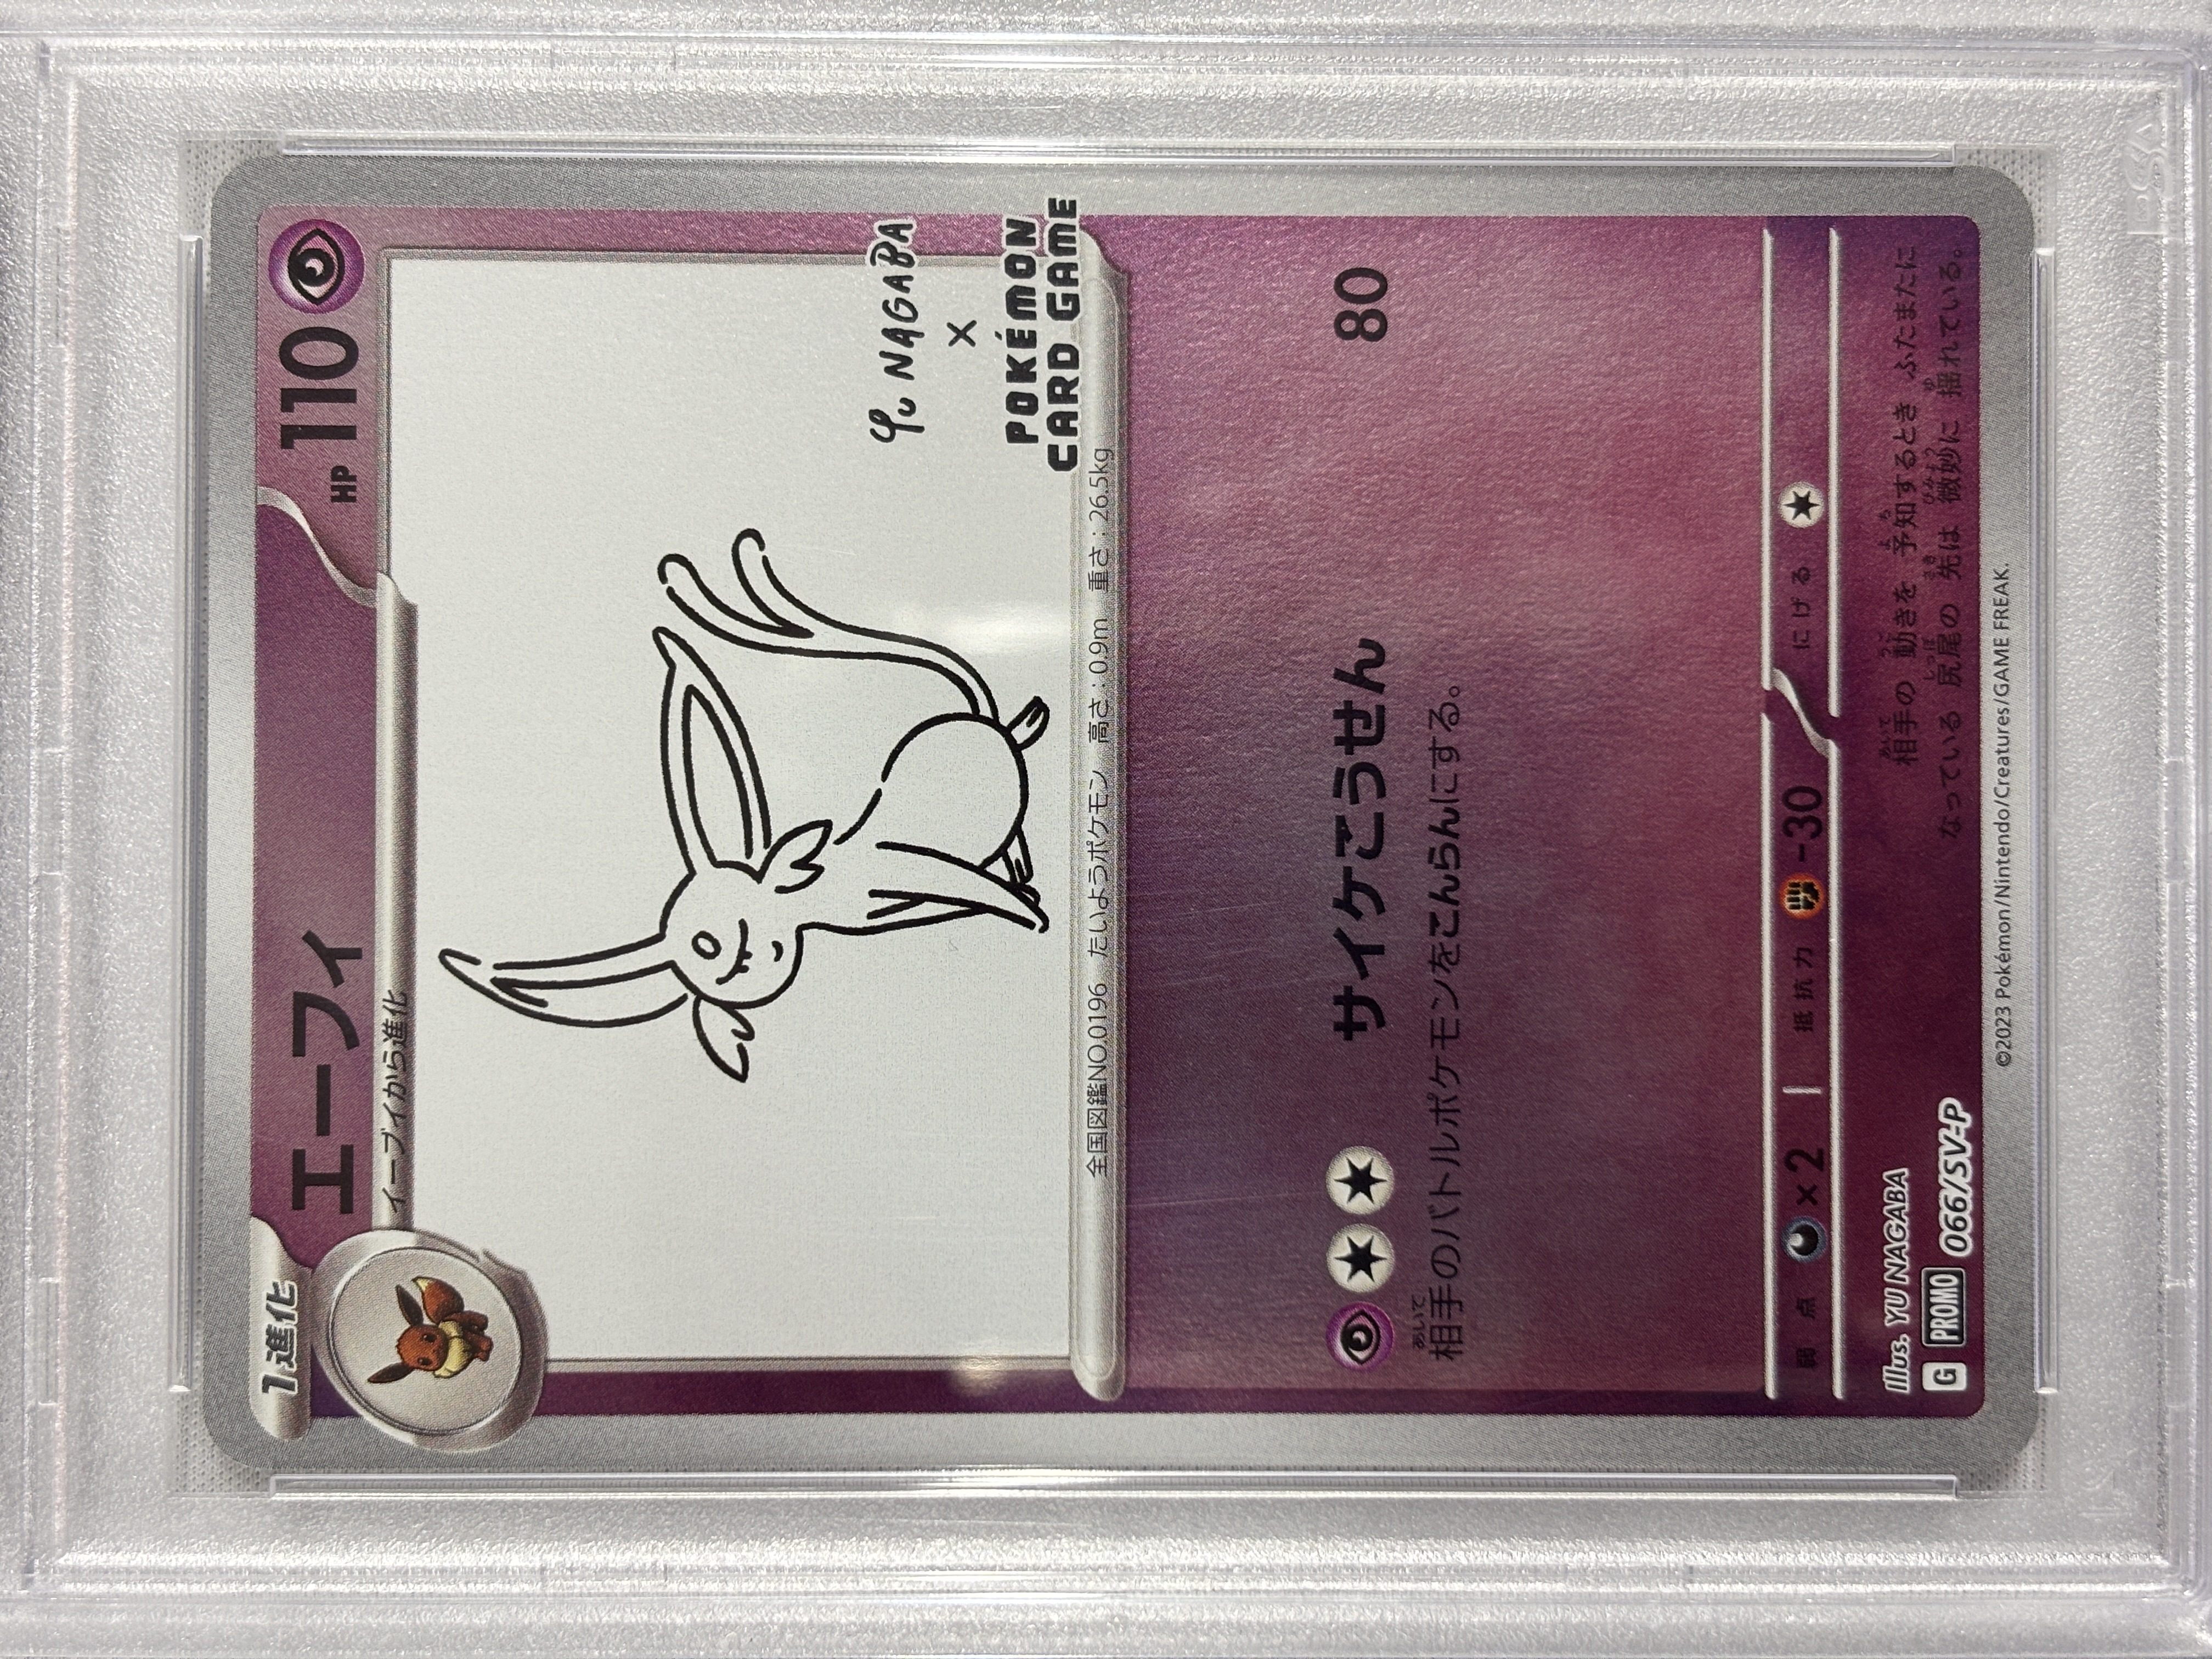 1進化
エーフィ
HP 110
イーブイから進化
Yu NAGABA
×
POKÉMON
CARD GAME
全国図鑑NO.0196 たいようポケモン 高さ:0.9m 重さ:26.5kg
サイケこうせん 80
相手のバトルポケモンをこんらんにする。
弱点 ×2 抵抗力 -30 にげる
Illus. YU NAGABA
G PROMO 066/SV-P
相手の 動きを 予知するとき ふたまたに
なっている 尻尾の 先は 微妙に 揺れている。
©2023 Pokémon/Nintendo/Creatures/GAME FREAK.
PSA